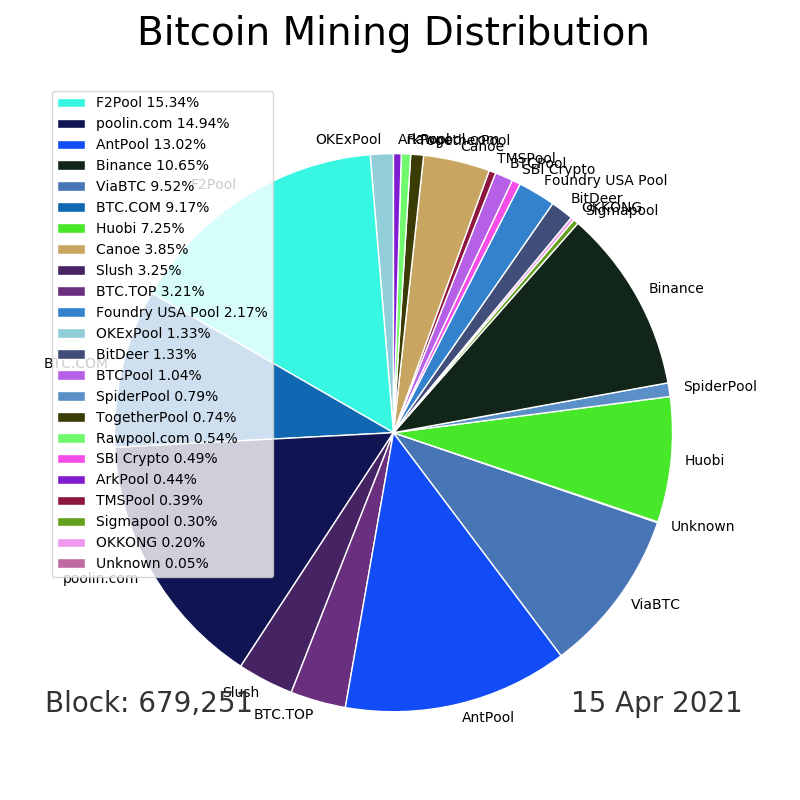 Bitcoin Mining Distribution
F2Pool 15.34%
poolin.com 14.94%
AntPool 13.02%
Binance 10.65%
ViaBTC 9.52%
BTC.COM 9.17%
Huobi 7.25%
Canoe 3.85%
Slush 3.25%
BTC.TOP 3.21%
Foundry USA Pool 2.17%
OKExPool 1.33%
BitDeer 1.33%
BTCPool 1.04%
SpiderPool 0.79%
TogetherPool 0.74%
Rawpool.com 0.54%
SBI Crypto 0.49%
ArkPool 0.44%
TMSPool 0.39%
Sigmapool 0.30%
OKKONG 0.20%
Unknown 0.05%
OKExPool
ArkPool
Rawpool.com
TogetherPool
Canoe
TMSPool
BTCPool
SBI Crypto
Foundry USA Pool
BitDeer
OKKONG
Sigmapool
Binance
SpiderPool
Huobi
Unknown
ViaBTC
AntPool
BTC.TOP
Slush
poolin.com
BTC.COM
F2Pool
Block: 679,251
15 Apr 2021